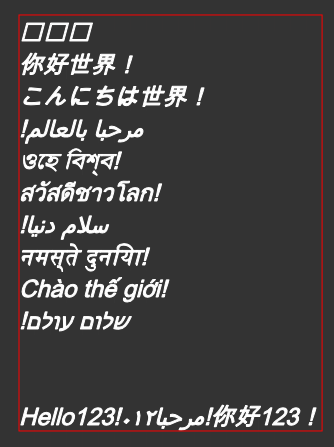 你好世界！
こんにちは世界！
مرحبا بالعالم!
ওহে বিশ্ব!
สวัสดีชาวโลก!
سلام دنیا!
नमस्ते दुनिया!
Chào thế giới!
שלום עולם!
Hello123!مرحبا٠١٢!你好123！